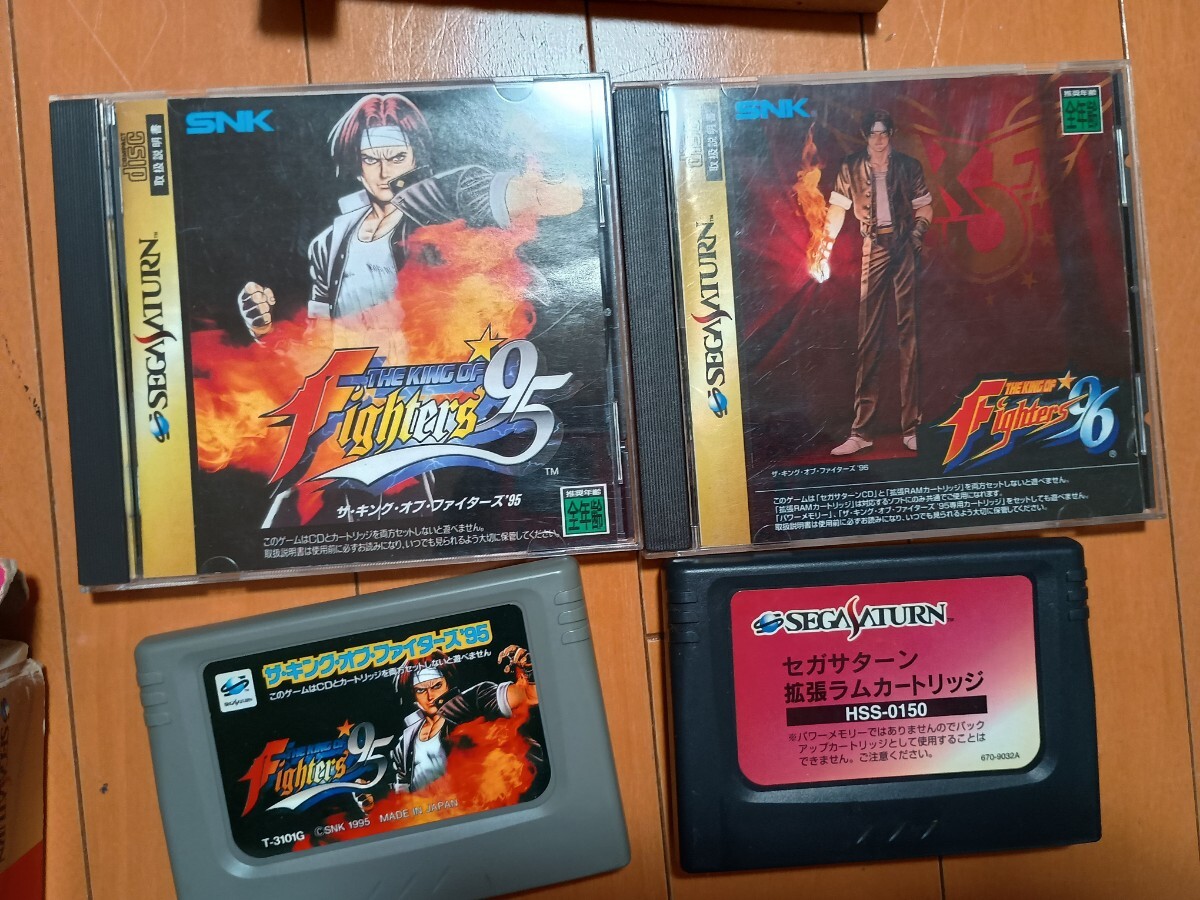 SNK
COMPACT
disc
取扱説明書
SEGA SATURN™
THE KING OF
Fighters '95
TM
ザ・キング・オブ・ファイターズ'95
推奨年齢
全年齢
このゲームはCDとカートリッジを両方セットしないと遊べません。
取扱説明書は使用前に必ずお読みになり、いつでも見られるよう大切に保管してください。
SNK
disc
取扱説明書
SEGA SATURN™
推奨年齢
全年齢
THE KING OF
Fighters '96
®
ザ・キング・オブ・ファイターズ'96
このゲームは「セガサターンCD」と「拡張RAMカートリッジ」を両方セットしないと遊べません。
「拡張RAMカートリッジ」は対応するソフトにのみ共通でご使用になれます。
「パワーメモリー」、「ザ・キング・オブ・ファイターズ'95専用カートリッジ」をセットしても遊べません。
取扱説明書は使用前に必ずお読みになり、いつでも見られるよう大切に保管してください。
ザ・キング・オブ・ファイターズ'95
このゲームはCDとカートリッジを両方セットしないと遊べません
SEGA SATURN
THE KING OF
Fighters '95
T-3101G ©SNK 1995 MADE IN JAPAN
SEGA SATURN™
セガサターン
拡張ラムカートリッジ
HSS-0150
※パワーメモリーではありませんのでバック
アップカートリッジとして使用することは
できません。ご注意ください。
670-9032A